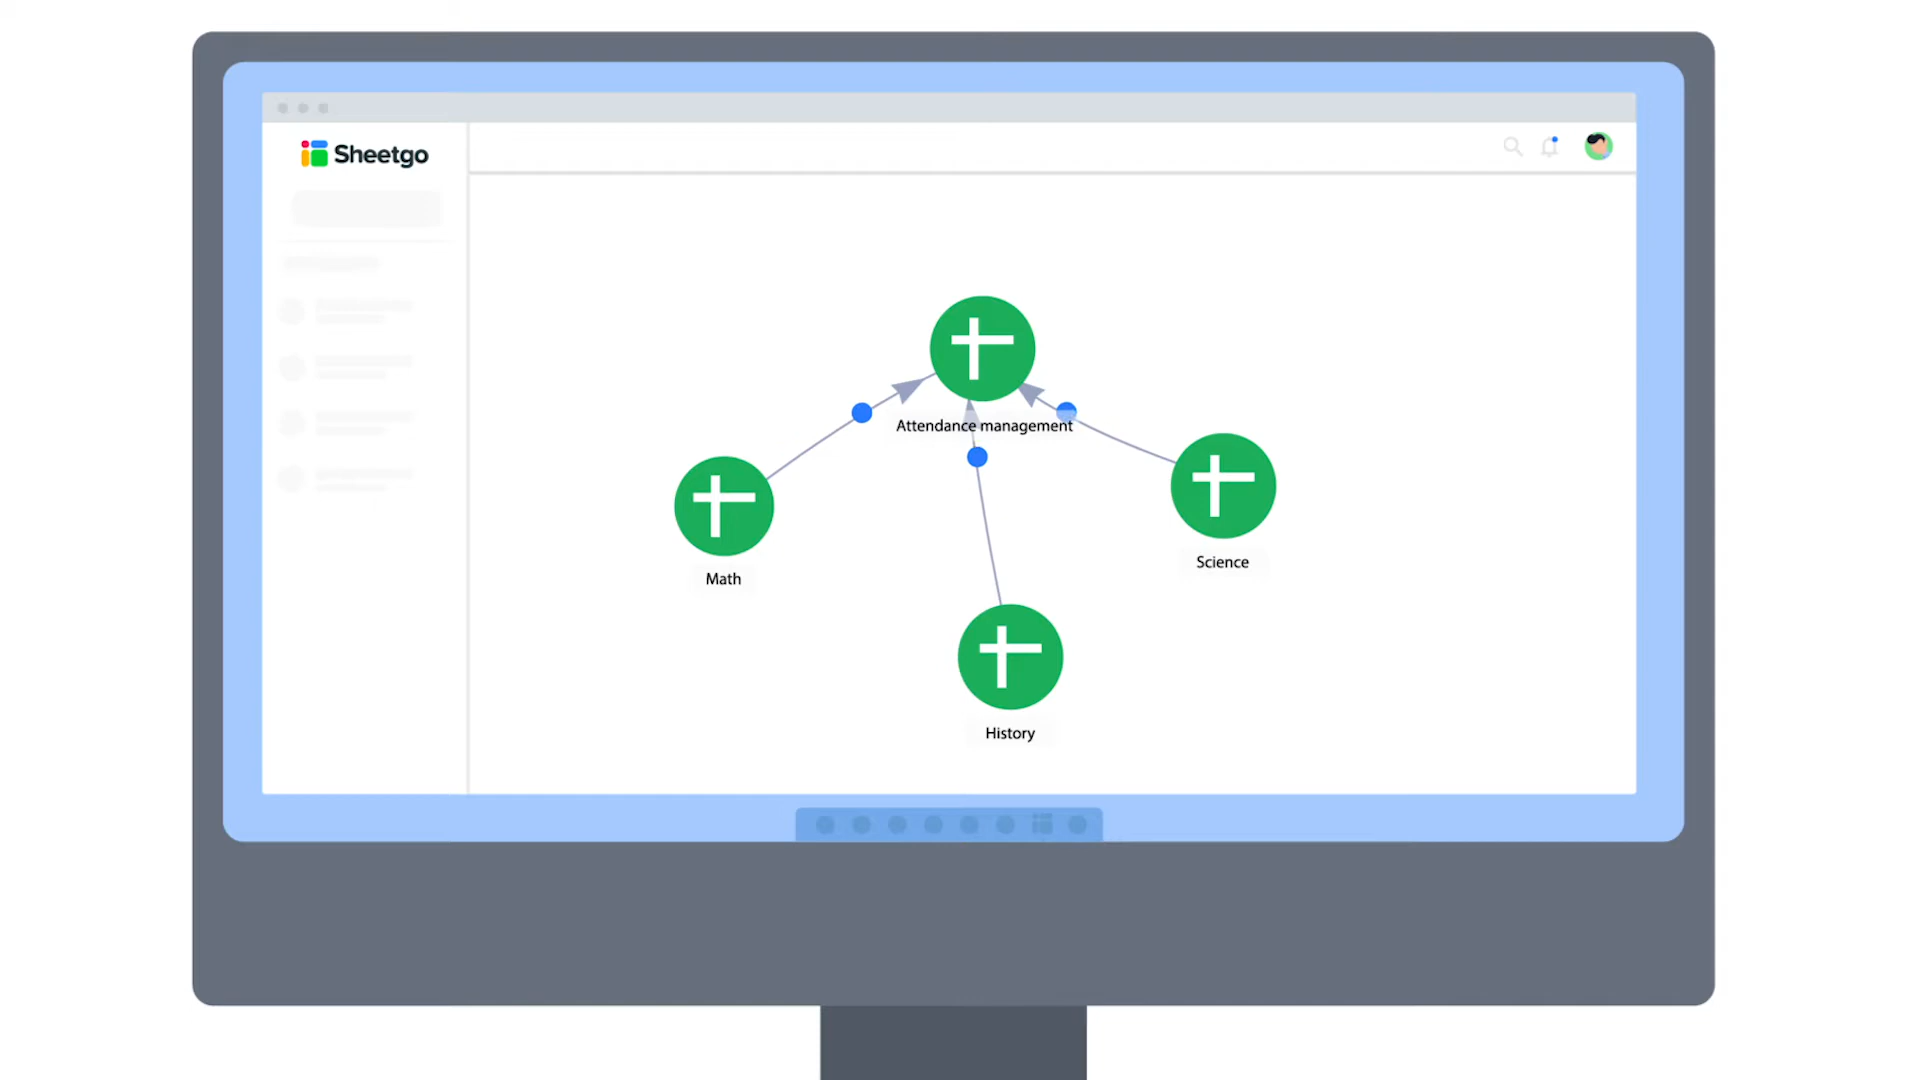 Sheetgo
Attendance management
Math
Science
History